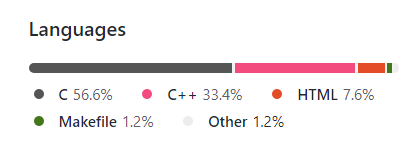 Languages
C 56.6% C++ 33.4% HTML 7.6%
Makefile 1.2% Other 1.2%